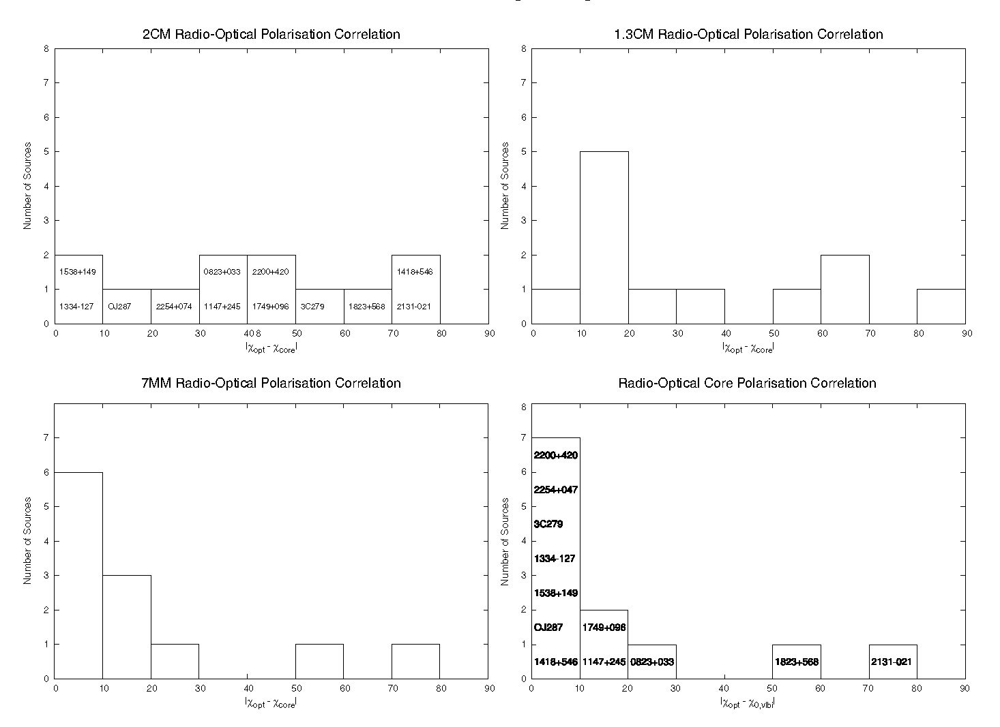 2CM Radio-Optical Polarisation Correlation
8
7
6
5
4
3
2
1
0
Number of Sources
1538+149
0823+033
2200+420
1418+546
1334-127
OJ287
2254+074
1147+245
1749+096
3C279
1823+568
2131-021
0 10 20 30 408 50 60 70 80 90
|χopt - χcore|
1.3CM Radio-Optical Polarisation Correlation
8
7
6
5
4
3
2
1
0
Number of Sources
0 10 20 30 40 50 60 70 80 90
|χopt - χcore|
7MM Radio-Optical Polarisation Correlation
7
6
5
4
3
2
1
0
Number of Sources
0 10 20 30 40 50 60 70 80 90
|χopt - χcore|
Radio-Optical Core Polarisation Correlation
8
7
6
5
4
3
2
1
0
Number of Sources
2200+420
2254+047
3C279
1334-127
1538+149
OJ287 1749+096
1418+546 1147+245 0823+033 1823+568 2131-021
0 10 20 30 40 50 60 70 80 90
|χopt - χ0,vlbi|